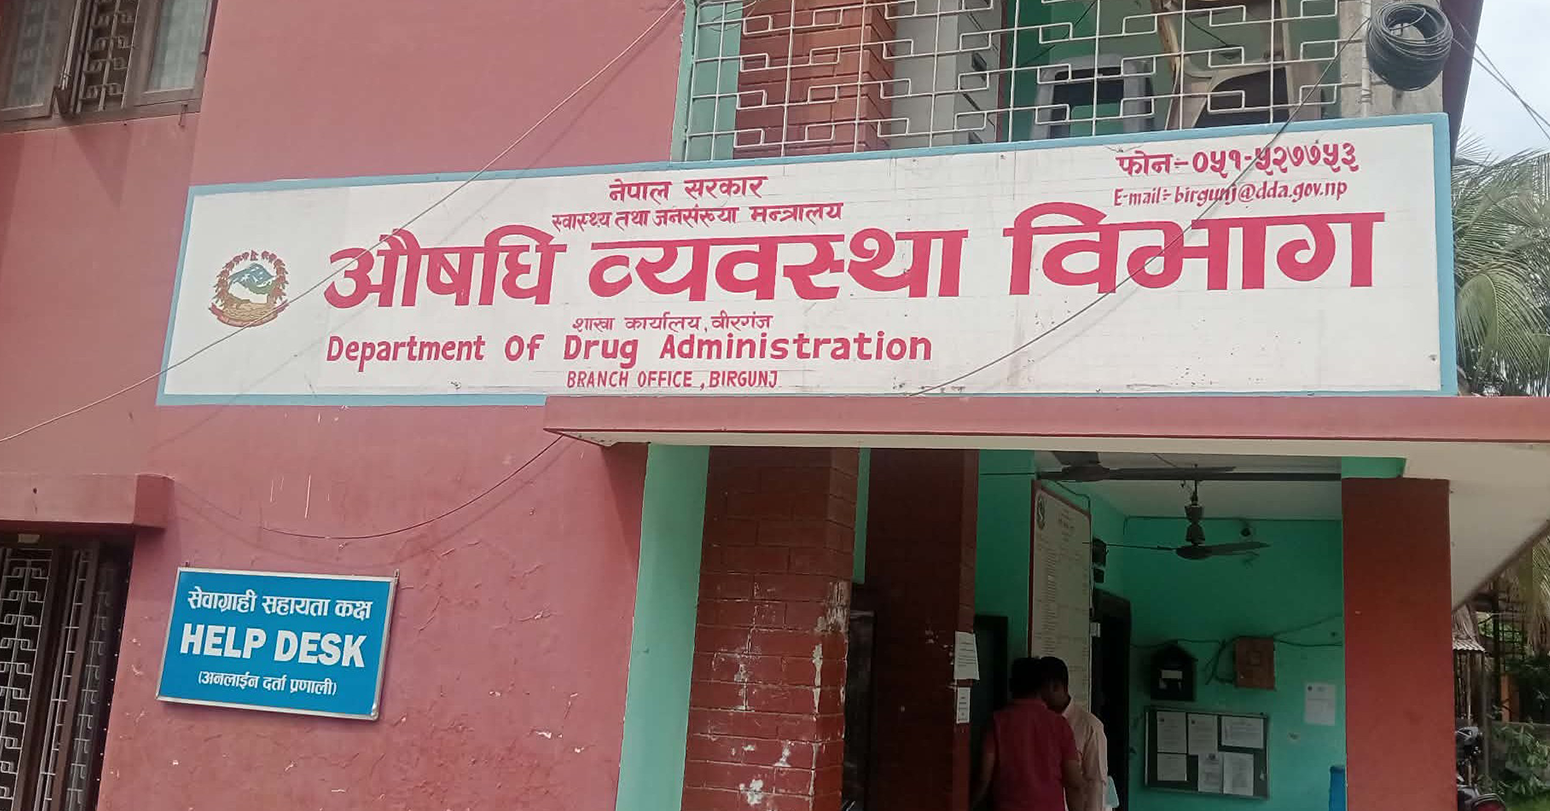 नेपाल सरकार
स्वास्थ्य तथा जनसंख्या मन्त्रालय
फोनः-०५१-५२७७५३
E-mail:- birgunj@dda.gov.np
औषधि व्यवस्था विभाग
शाखा कार्यालय, वीरगंज
Department Of Drug Administration
BRANCH OFFICE, BIRGUNJ
सेवाग्राही सहायता कक्ष
HELP DESK
(अनलाईन दर्ता प्रणाली)